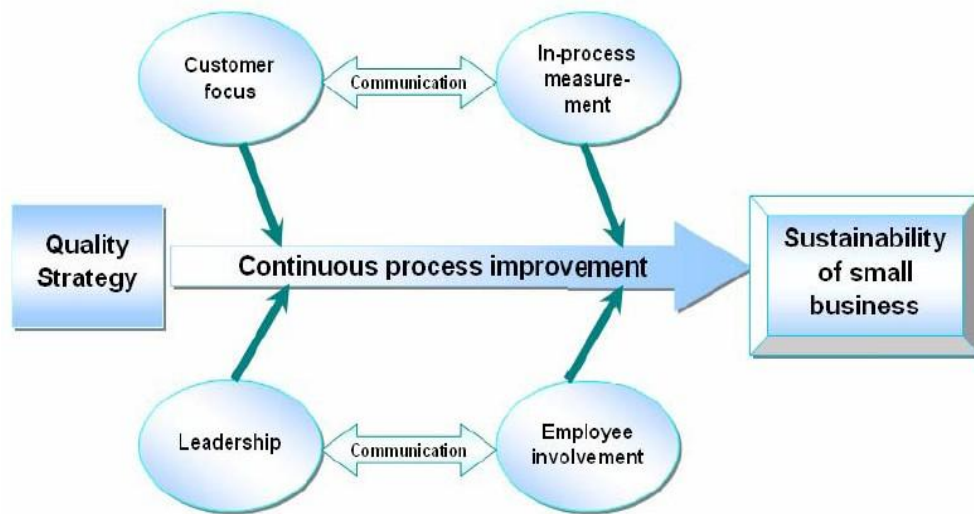 Customer
focus
Communication
In-process
measure-
ment
Quality
Strategy
Continuous process improvement
Sustainability
of small
business
Leadership
Communication
Employee
involvement